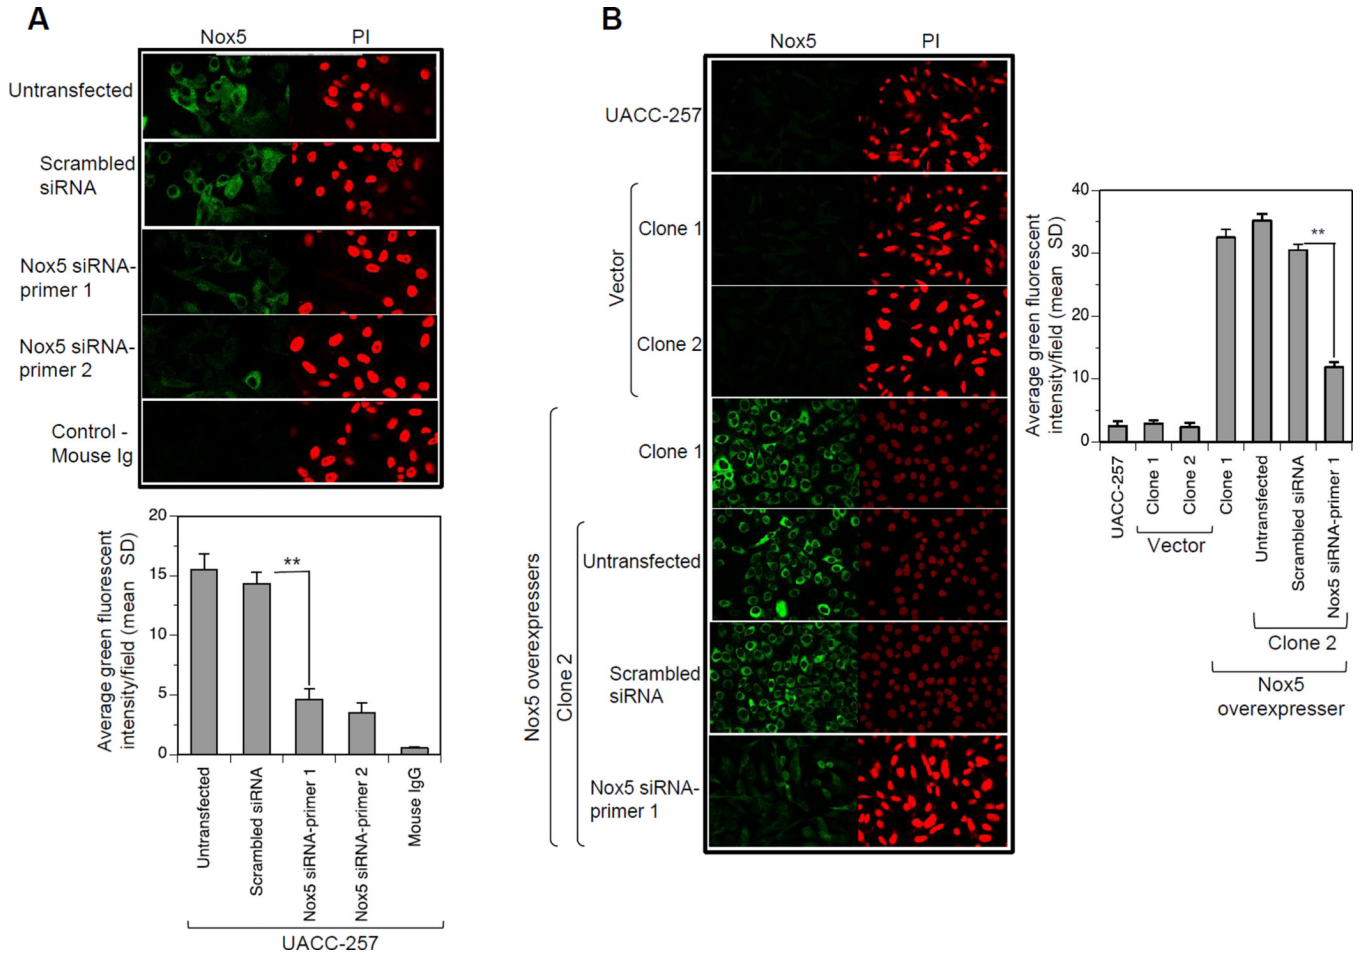 A
Nox5 PI
Untransfected
Scrambled
siRNA
Nox5 siRNA-
primer 1
Nox5 siRNA-
primer 2
Control -
Mouse Ig
Average green fluorescent
intensity/field (mean SD)
20
15
10
5
0
**
Untransfected
Scrambled siRNA
Nox5 siRNA-primer 1
Nox5 siRNA-primer 2
Mouse IgG
UACC-257
B
Nox5 PI
UACC-257
Vector
Clone 1
Clone 2
Nox5 overexpressers
Clone 1
Clone 2
Untransfected
Scrambled
siRNA
Nox5 siRNA-
primer 1
Average green fluorescent
intensity/field (mean SD)
40
30
20
10
0
**
UACC-257
Clone 1
Clone 2
Clone 1
Untransfected
Scrambled siRNA
Nox5 siRNA-primer 1
Vector
Clone 2
Nox5
overexpresser